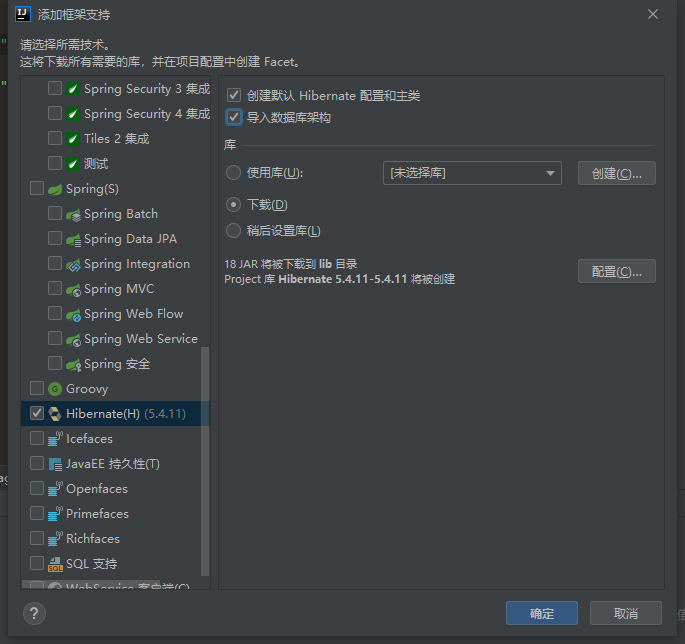 添加框架支持
请选择所需技术。
这将下载所有需要的库，并在项目配置中创建 Facet。
Spring Security 3 集成
Spring Security 4 集成
Tiles 2 集成
测试
Spring(S)
Spring Batch
Spring Data JPA
Spring Integration
Spring MVC
Spring Web Flow
Spring Web Service
Spring 安全
Groovy
Hibernate(H) (5.4.11)
Icefaces
JavaEE 持久性(T)
Openfaces
Primefaces
Richfaces
SQL 支持
WebService 客户端(C)
创建默认 Hibernate 配置和主类
导入数据库架构
库
使用库(U):
[未选择库]
创建(C)...
下载(D)
稍后设置库(L)
18 JAR 将被下载到 lib 目录
Project 库 Hibernate 5.4.11-5.4.11 将被创建
配置(C)...
?
确定
取消